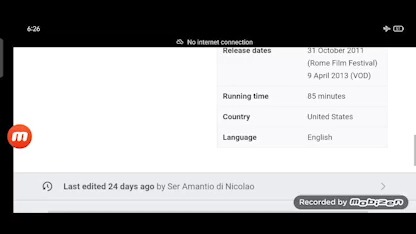 6:26
No internet connection
Release dates 31 October 2011
(Rome Film Festival)
9 April 2013 (VOD)
Running time 85 minutes
Country United States
Language English
Last edited 24 days ago by Ser Amantio di Nicolao
Recorded by Mobizen